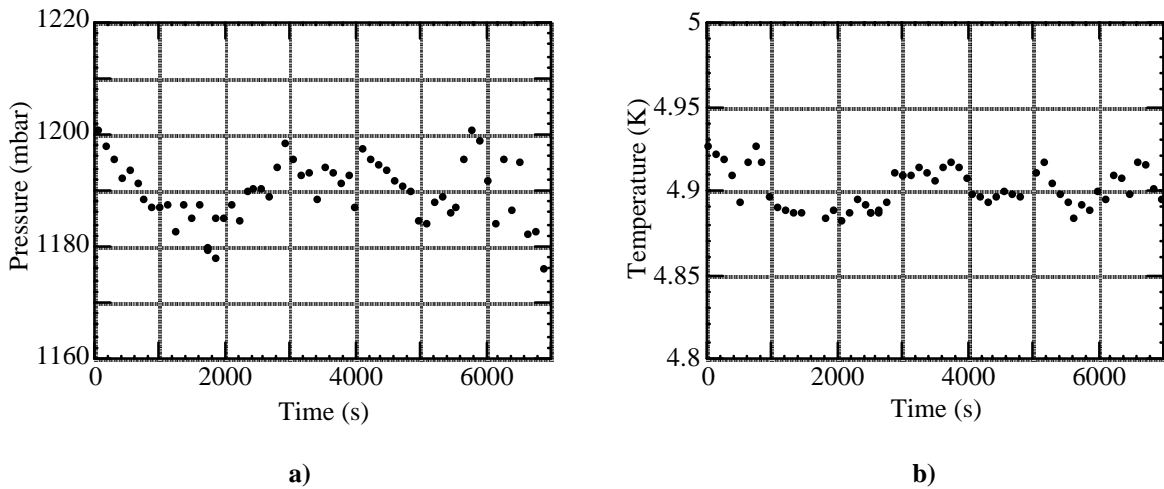 1220
1200
1180
1160
Pressure (mbar)
0 2000 4000 6000
Time (s)
a)
5
4.95
4.9
4.85
4.8
Temperature (K)
0 2000 4000 6000
Time (s)
b)